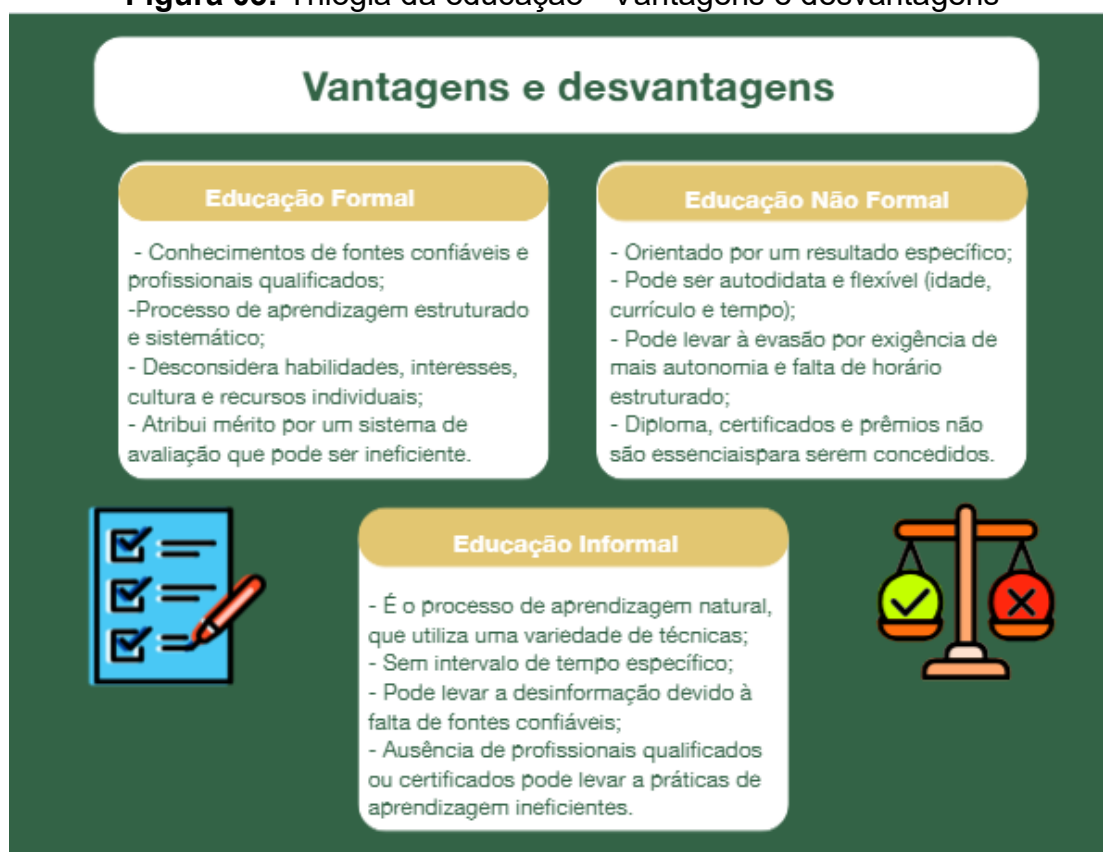 Figura 03: Trilogia da educação - Vantagens e desvantagens
Vantagens e desvantagens
Educação Formal
- Conhecimentos de fontes confiáveis e
profissionais qualificados;
-Processo de aprendizagem estruturado
e sistemático;
- Desconsidera habilidades, interesses,
cultura e recursos individuais;
- Atribui mérito por um sistema de
avaliação que pode ser ineficiente.
Educação Não Formal
- Orientado por um resultado específico;
- Pode ser autodidata e flexível (idade,
currículo e tempo);
- Pode levar à evasão por exigência de
mais autonomia e falta de horário
estruturado;
- Diploma, certificados e prêmios não
são essenciaispara serem concedidos.
Educação Informal
- É o processo de aprendizagem natural,
que utiliza uma variedade de técnicas;
- Sem intervalo de tempo específico;
- Pode levar a desinformação devido à
falta de fontes confiáveis;
- Ausência de profissionais qualificados
ou certificados pode levar a práticas de
aprendizagem ineficientes.